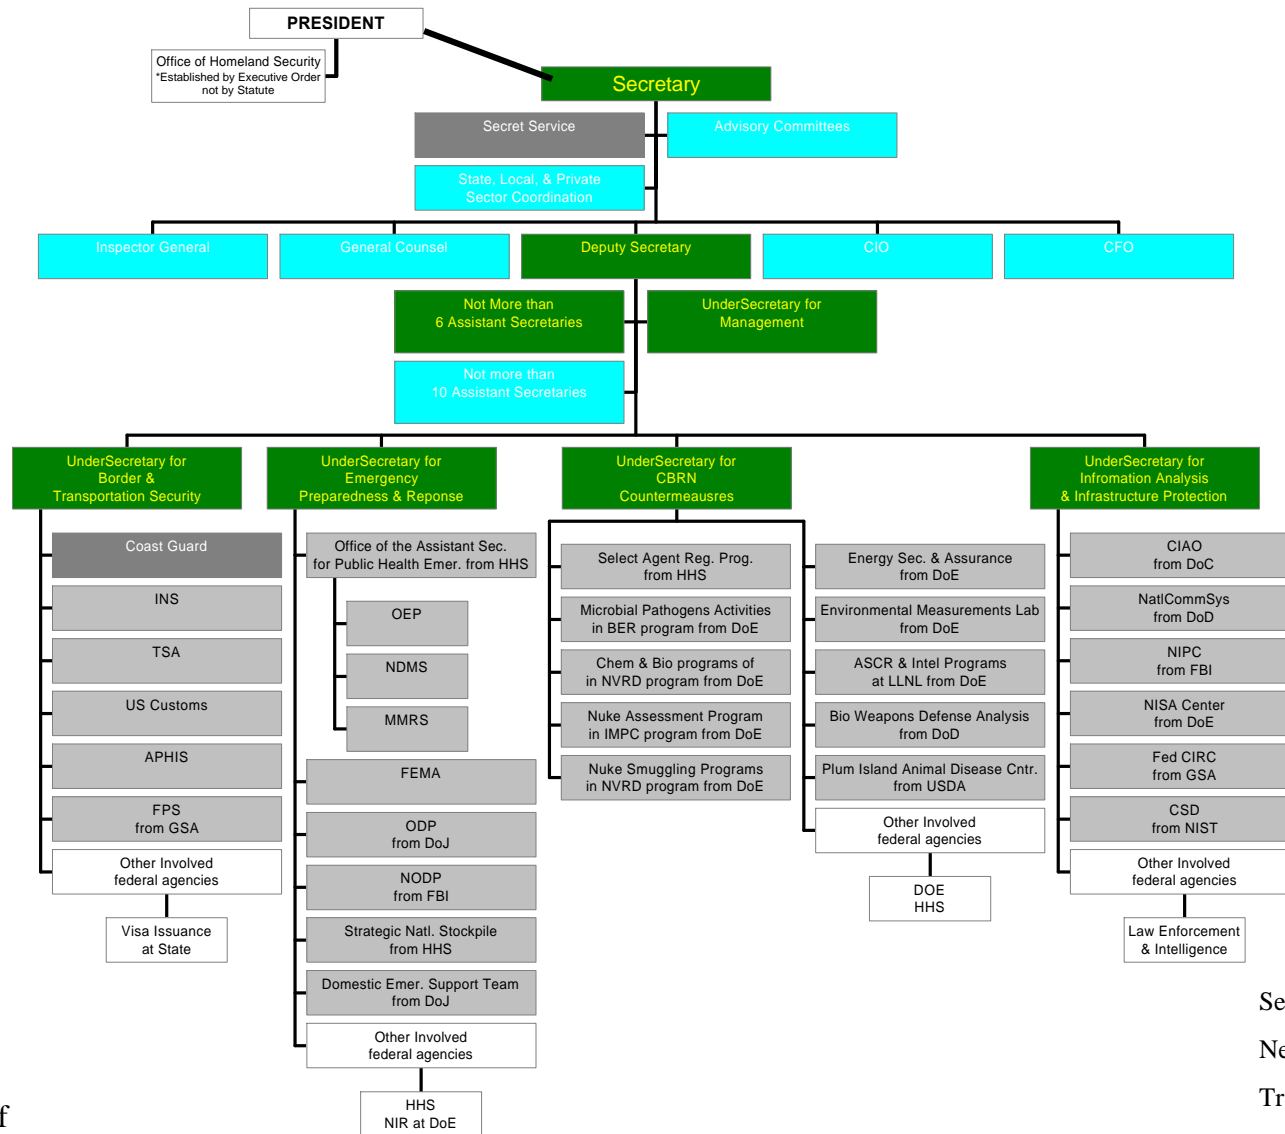 PRESIDENT
Office of Homeland Security
*Established by Executive Order
not by Statute
Secretary
Secret Service
Advisory Committees
State, Local, & Private
Sector Coordination
Inspector General
General Counsel
Deputy Secretary
CIO
CFO
Not More than
6 Assistant Secretaries
UnderSecretary for
Management
Not more than
10 Assistant Secretaries
UnderSecretary for
Border &
Transportation Security
Coast Guard
INS
TSA
US Customs
APHIS
FPS
from GSA
Other Involved
federal agencies
Visa Issuance
at State
UnderSecretary for
Emergency
Preparedness & Reponse
Office of the Assistant Sec.
for Public Health Emer. from HHS
OEP
NDMS
MMRS
FEMA
ODP
from DoJ
NODP
from FBI
Strategic Natl. Stockpile
from HHS
Domestic Emer. Support Team
from DoJ
Other Involved
federal agencies
HHS
NIR at DoE
UnderSecretary for
CBRN
Countermeausres
Select Agent Reg. Prog.
from HHS
Microbial Pathogens Activities
in BER program from DoE
Chem & Bio programs of
in NVRD program from DoE
Nuke Assessment Program
in IMPC program from DoE
Nuke Smuggling Programs
in NVRD program from DoE
Energy Sec. & Assurance
from DoE
Environmental Measurements Lab
from DoE
ASCR & Intel Programs
at LLNL from DoE
Bio Weapons Defense Analysis
from DoD
Plum Island Animal Disease Cntr.
from USDA
Other Involved
federal agencies
DOE
HHS
UnderSecretary for
Infromation Analysis
& Infrastructure Protection
CIAO
from DoC
NatlCommSys
from DoD
NIPC
from FBI
NISA Center
from DoE
Fed CIRC
from GSA
CSD
from NIST
Other Involved
federal agencies
Law Enforcement
& Intelligence
Se
Ne
Tr
f